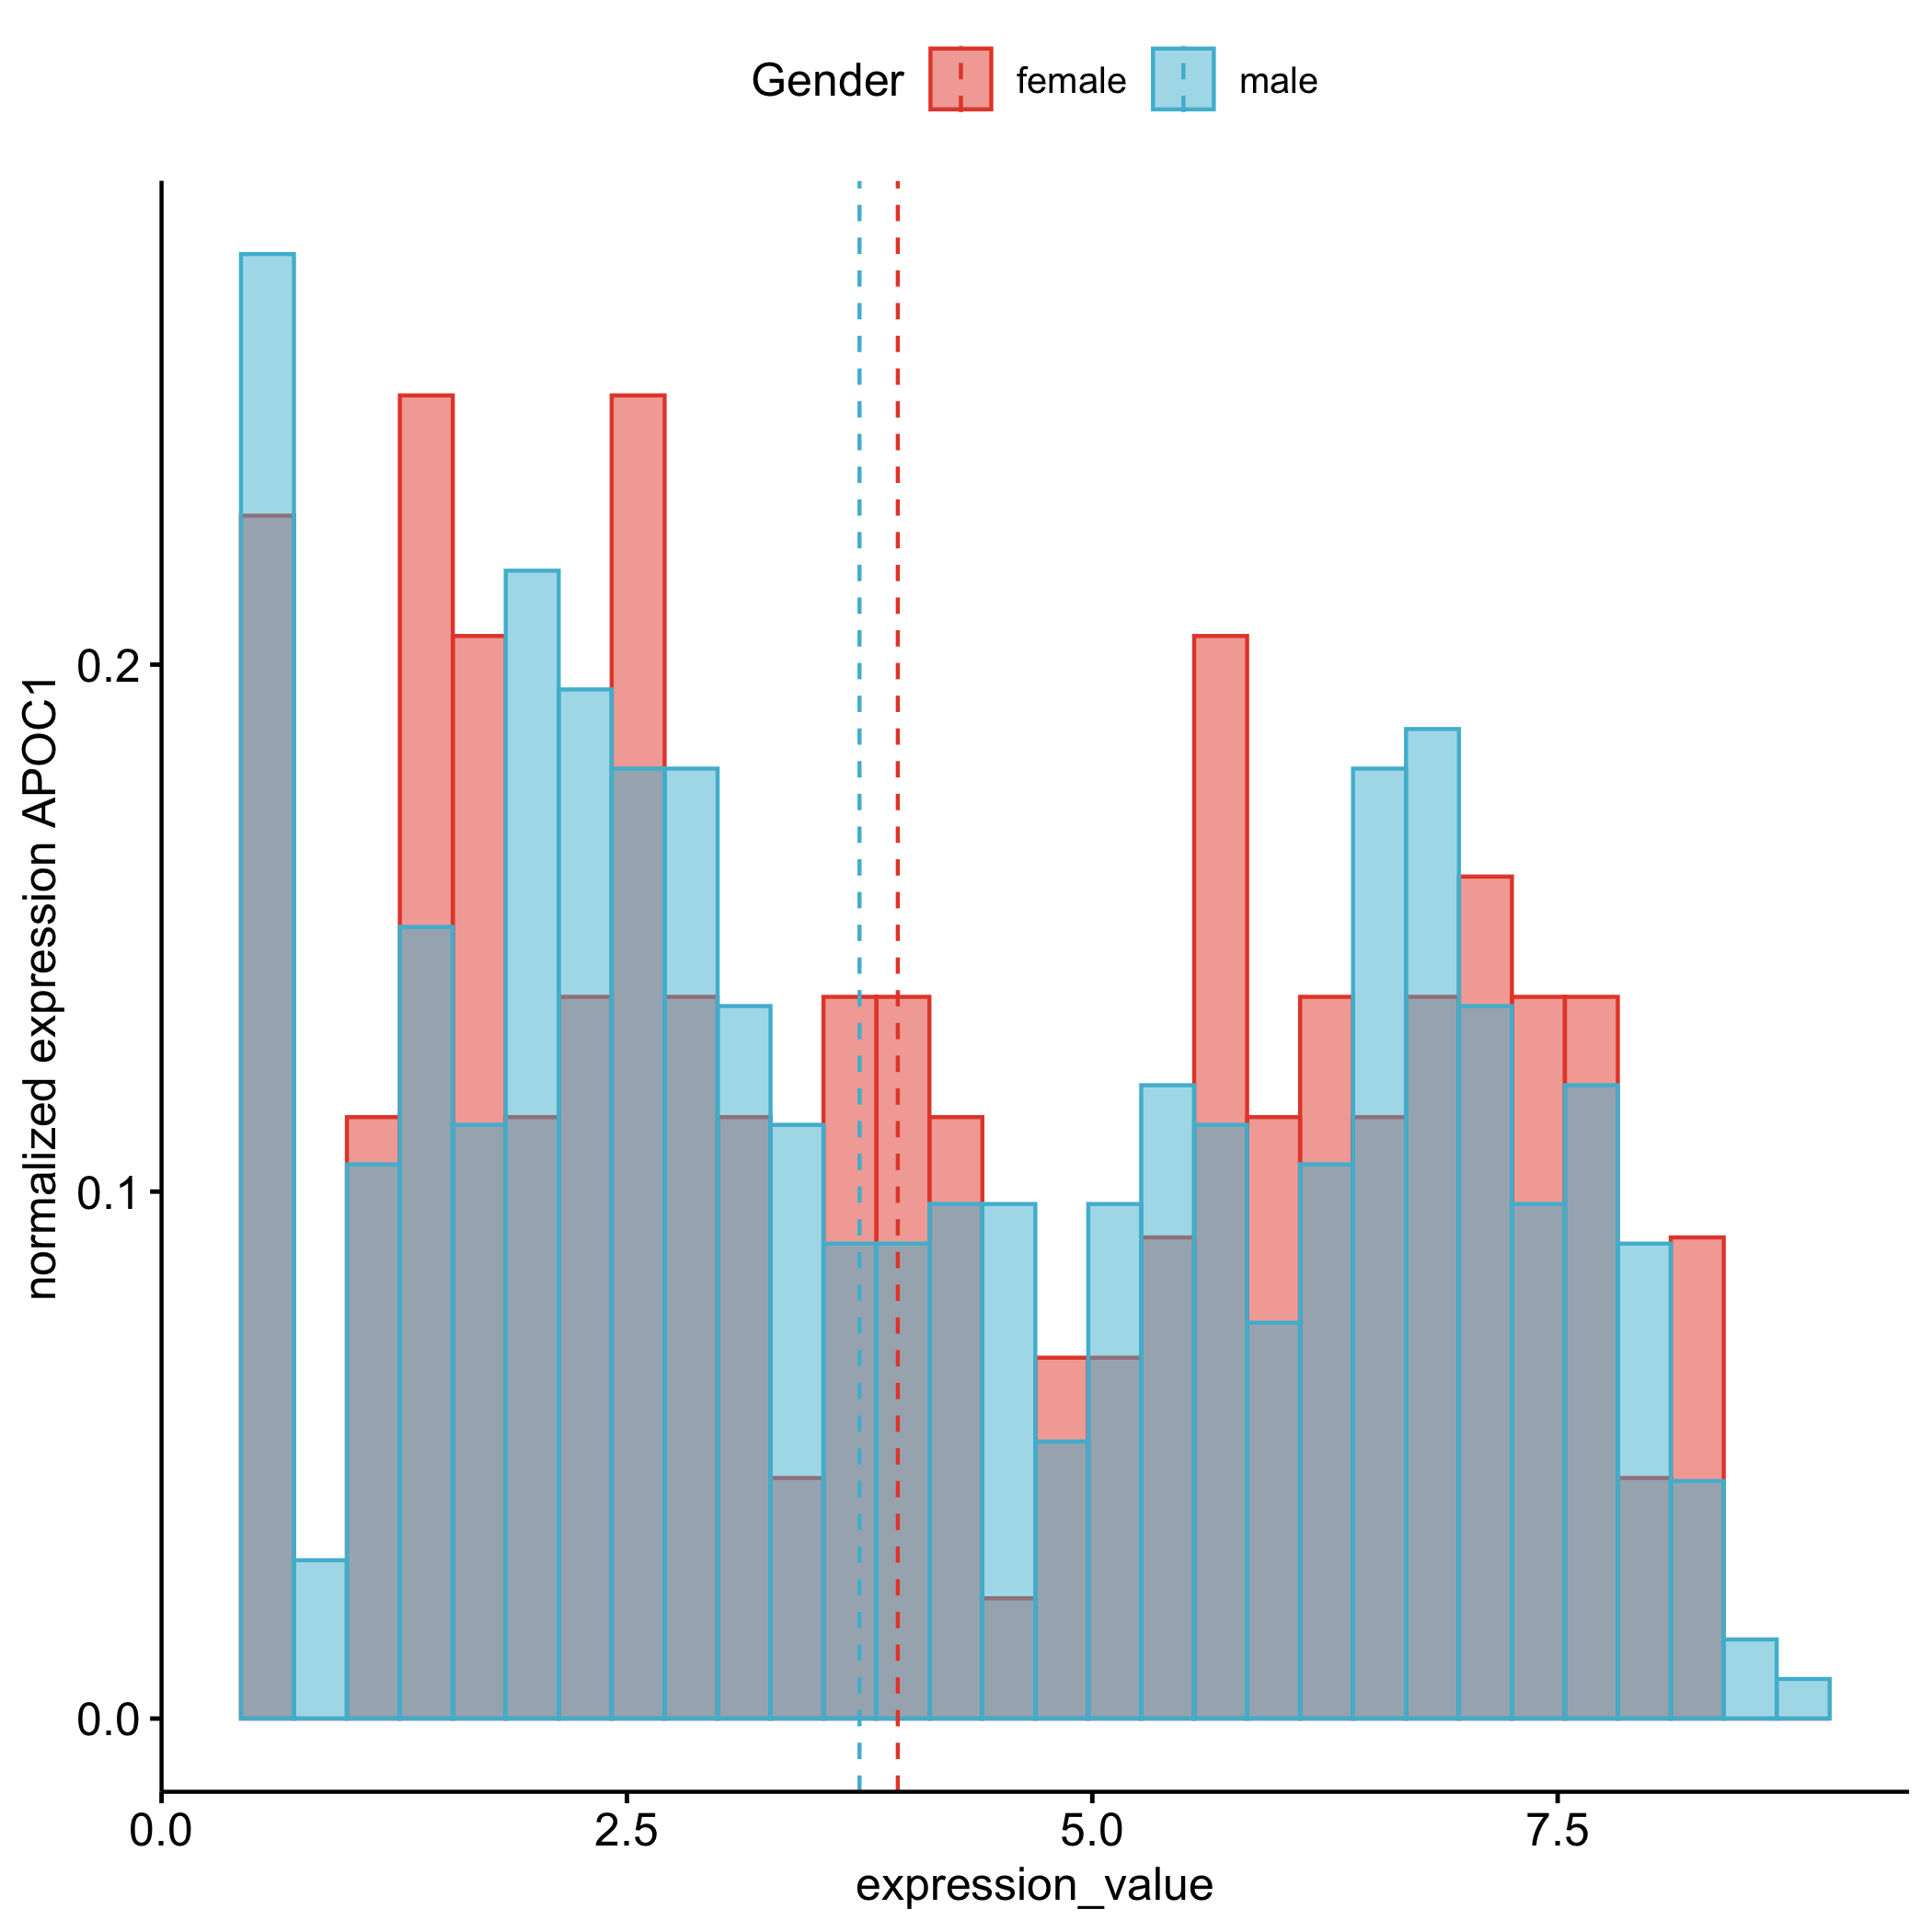 Gender female male
normalized expression APOC1
0.2
0.1
0.0
0.0 2.5 5.0 7.5
expression_value